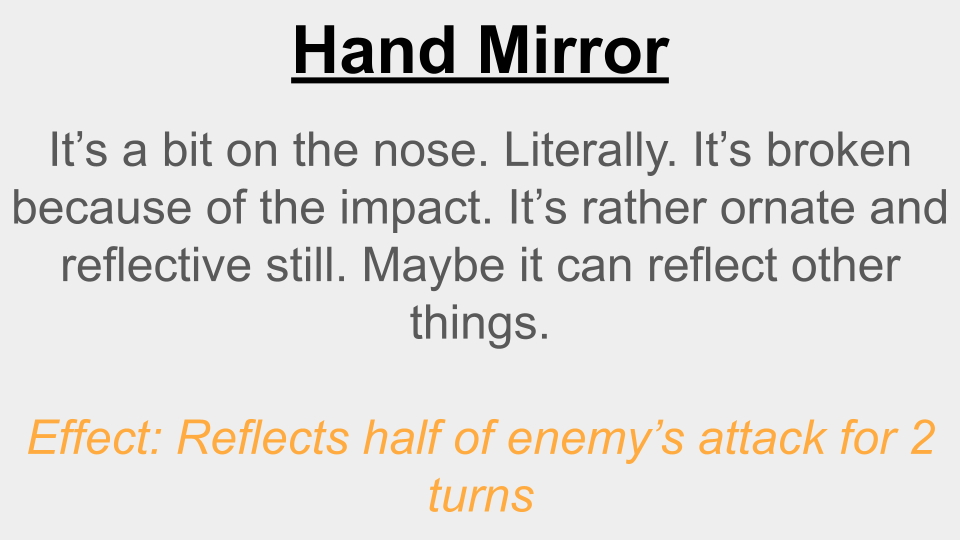 Hand Mirror
It’s a bit on the nose. Literally. It’s broken
because of the impact. It’s rather ornate and
reflective still. Maybe it can reflect other
things.
Effect: Reflects half of enemy’s attack for 2
turns